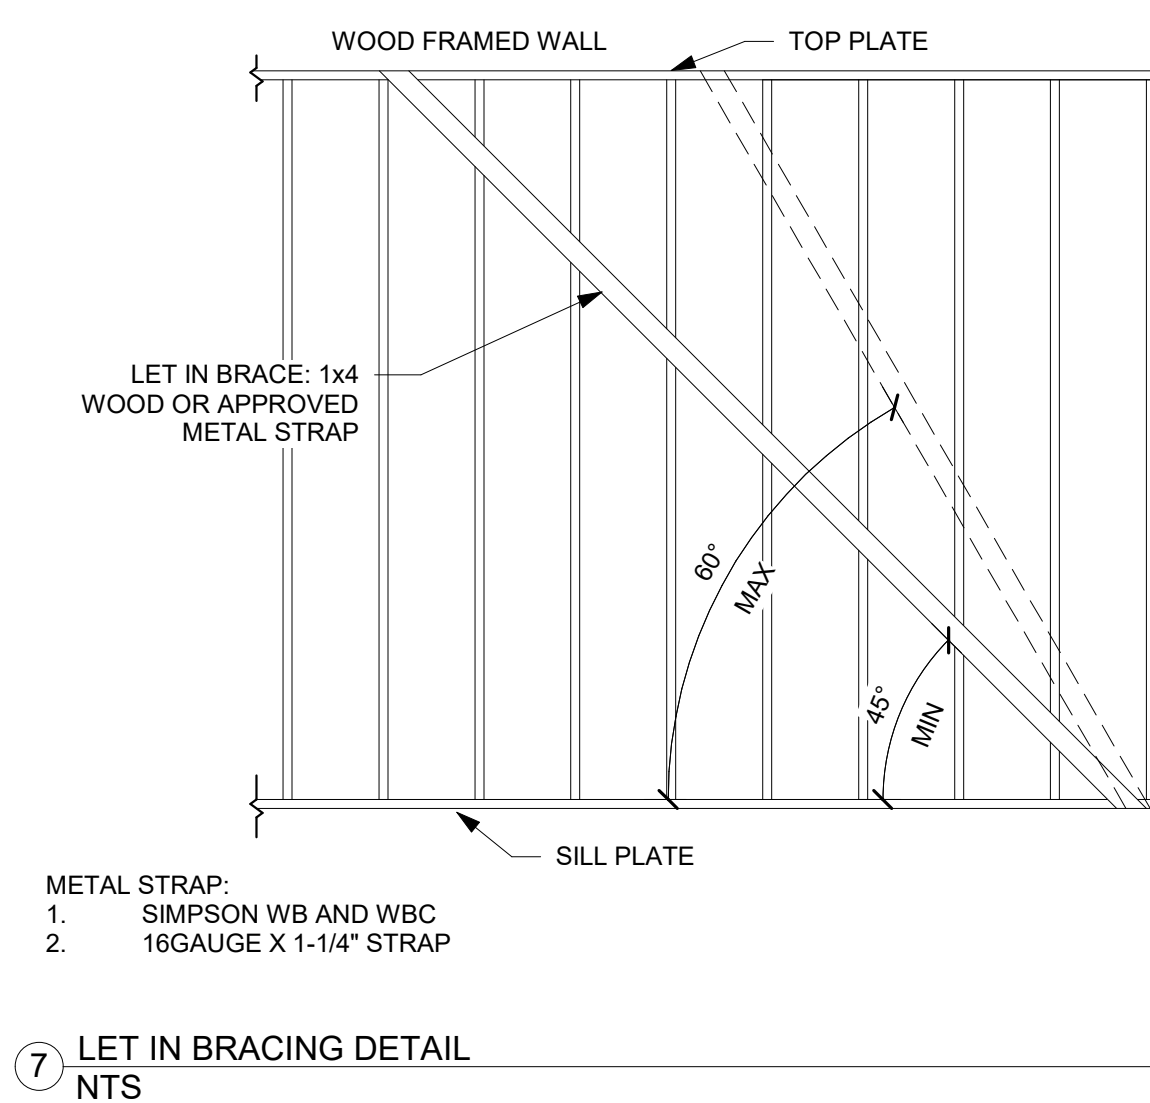 WOOD FRAMED WALL
TOP PLATE
LET IN BRACE: 1x4
WOOD OR APPROVED
METAL STRAP
60°
MAX
45°
MIN
SILL PLATE
METAL STRAP:
1. SIMPSON WB AND WBC
2. 16GAUGE X 1-1/4" STRAP
7 LET IN BRACING DETAIL
NTS